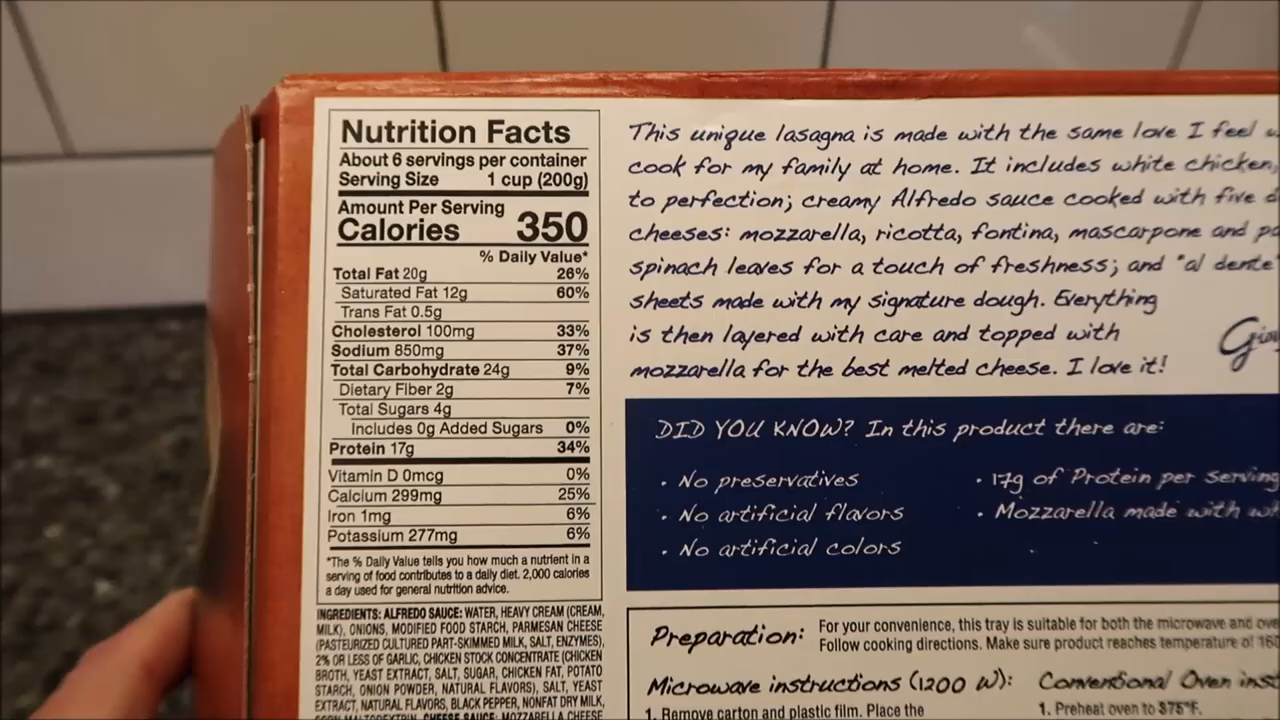 Nutrition Facts
About 6 servings per container
Serving Size 1 cup (200g)
Amount Per Serving
Calories 350
% Daily Value*
Total Fat 20g 26%
Saturated Fat 12g 60%
Trans Fat 0.5g
Cholesterol 100mg 33%
Sodium 850mg 37%
Total Carbohydrate 24g 9%
Dietary Fiber 2g 7%
Total Sugars 4g
Includes 0g Added Sugars 0%
Protein 17g 34%
Vitamin D 0mcg 0%
Calcium 299mg 25%
Iron 1mg 6%
Potassium 277mg 6%
*The % Daily Value tells you how much a nutrient in a
serving of food contributes to a daily diet. 2,000 calories
a day used for general nutrition advice.
INGREDIENTS: ALFREDO SAUCE: WATER, HEAVY CREAM (CREAM,
MILK), ONIONS, MODIFIED FOOD STARCH, PARMESAN CHEESE
(PASTEURIZED CULTURED PART-SKIMMED MILK, SALT, ENZYMES),
2% OR LESS OF GARLIC, CHICKEN STOCK CONCENTRATE (CHICKEN
BROTH, YEAST EXTRACT, SALT, SUGAR, CHICKEN FAT, POTATO
STARCH, ONION POWDER, NATURAL FLAVORS), SALT, YEAST
EXTRACT, NATURAL FLAVORS, BLACK PEPPER, NONFAT DRY MILK,
CORN MALTODEXTRIN. CHEESE SAUCE: MOZZARELLA CHEESE
This unique lasagna is made with the same love I feel
cook for my family at home. It includes white chicken,
to perfection; creamy Alfredo sauce cooked with five
cheeses: mozzarella, ricotta, fontina, mascarpone and
spinach leaves for a touch of freshness; and "al dente"
sheets made with my signature dough. Everything
is then layered with care and topped with
mozzarella for the best melted cheese. I love it!
DID YOU KNOW? In this product there are:
· No preservatives
· No artificial flavors
· No artificial colors
· 17g of Protein per serving
· Mozzarella made with
Preparation:
For your convenience, this tray is suitable for both the microwave and
Follow cooking directions. Make sure product reaches temperature of
Microwave instructions (1200 W):
1. Remove carton and plastic film. Place the
Conventional Oven
1. Preheat oven to 375°F.